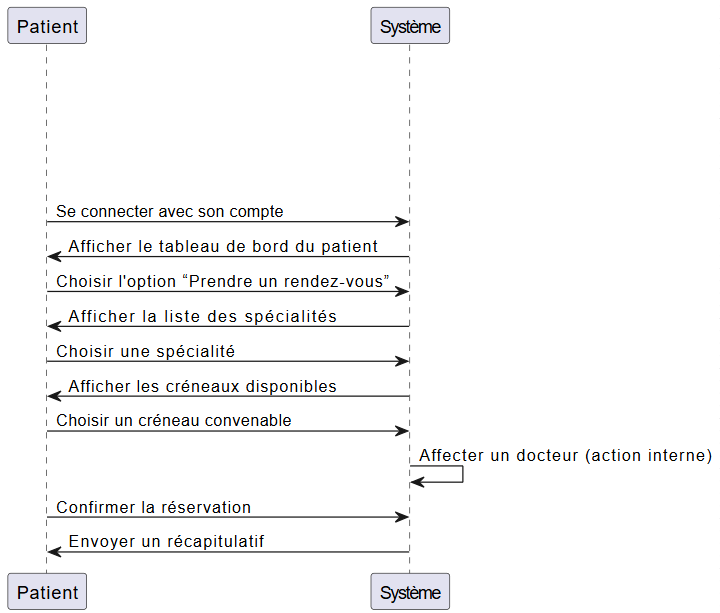 Patient
Système
Se connecter avec son compte
Afficher le tableau de bord du patient
Choisir l'option “Prendre un rendez-vous”
Afficher la liste des spécialités
Choisir une spécialité
Afficher les créneaux disponibles
Choisir un créneau convenable
Affecter un docteur (action interne)
Confirmer la réservation
Envoyer un récapitulatif
Patient
Système